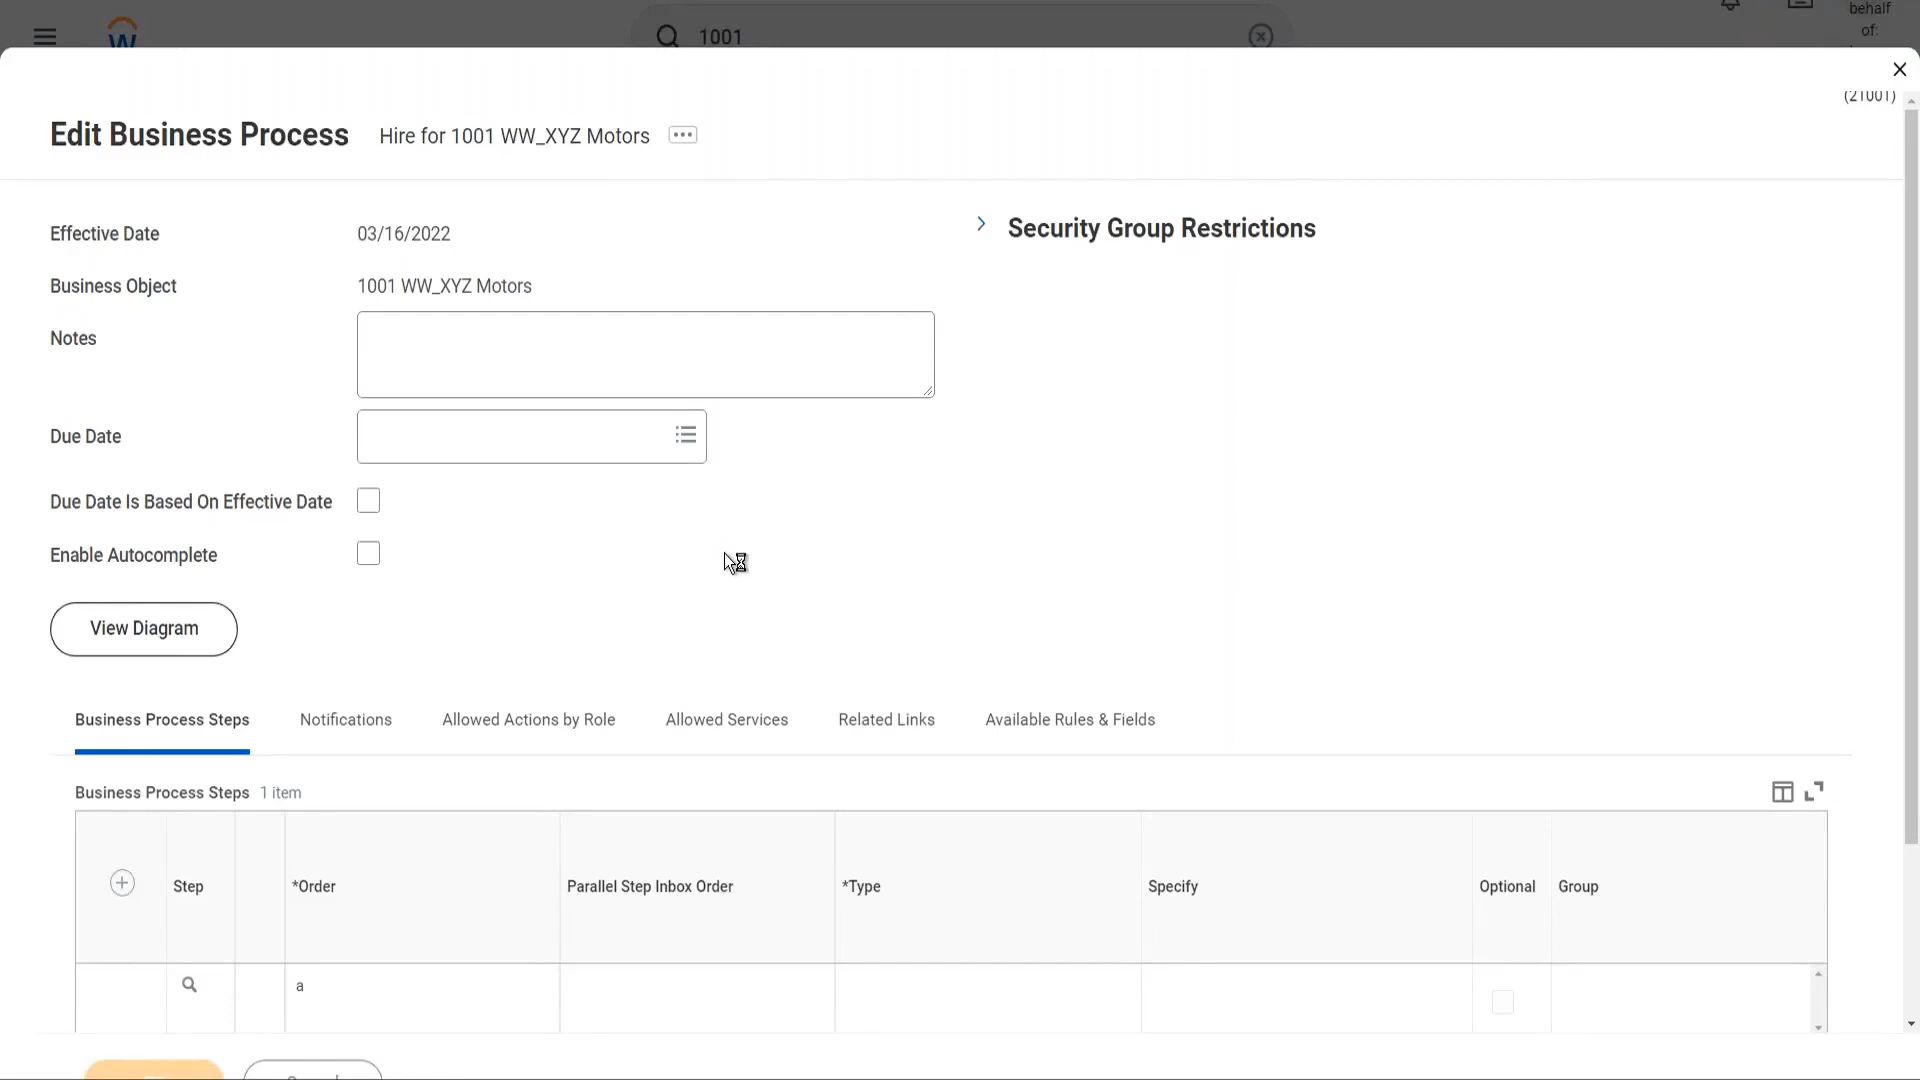 1001
behalf
of:
(21001)
Edit Business Process
Hire for 1001 WW_XYZ Motors
Effective Date
03/16/2022
Security Group Restrictions
Business Object
1001 WW_XYZ Motors
Notes
Due Date
Due Date Is Based On Effective Date
Enable Autocomplete
View Diagram
Business Process Steps
Notifications
Allowed Actions by Role
Allowed Services
Related Links
Available Rules & Fields
Business Process Steps 1 item
Step
*Order
Parallel Step Inbox Order
*Type
Specify
Optional
Group
a